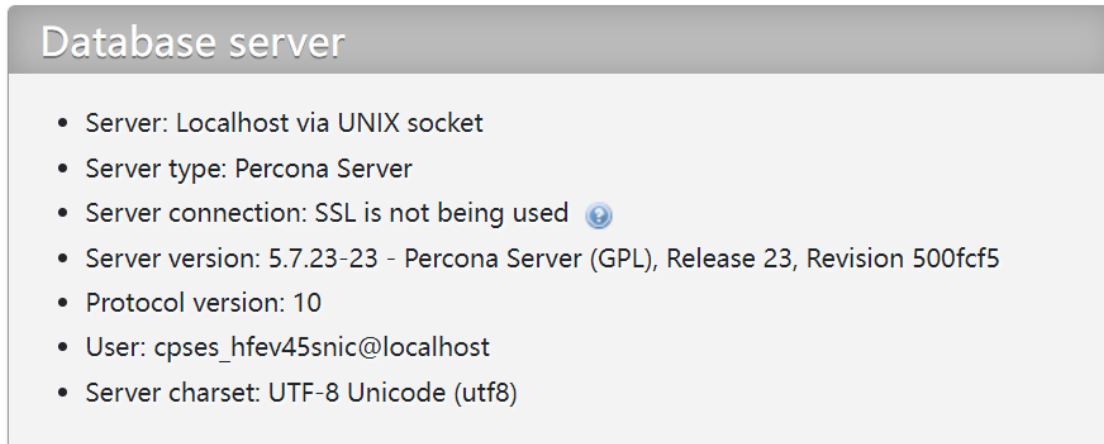 Database server
• Server: Localhost via UNIX socket
• Server type: Percona Server
• Server connection: SSL is not being used
• Server version: 5.7.23-23 - Percona Server (GPL), Release 23, Revision 500fcf5
• Protocol version: 10
• User: cpses_hfev45snic@localhost
• Server charset: UTF-8 Unicode (utf8)